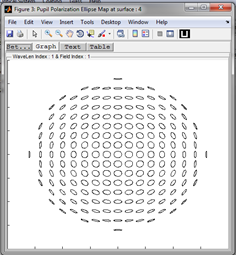 Figure 3: Pupil Polarization Ellipse Map at surface : 4
File Edit View Insert Tools Desktop Window Help
Set... Graph Text Table
WaveLen Index : 1 & Field Index : 1